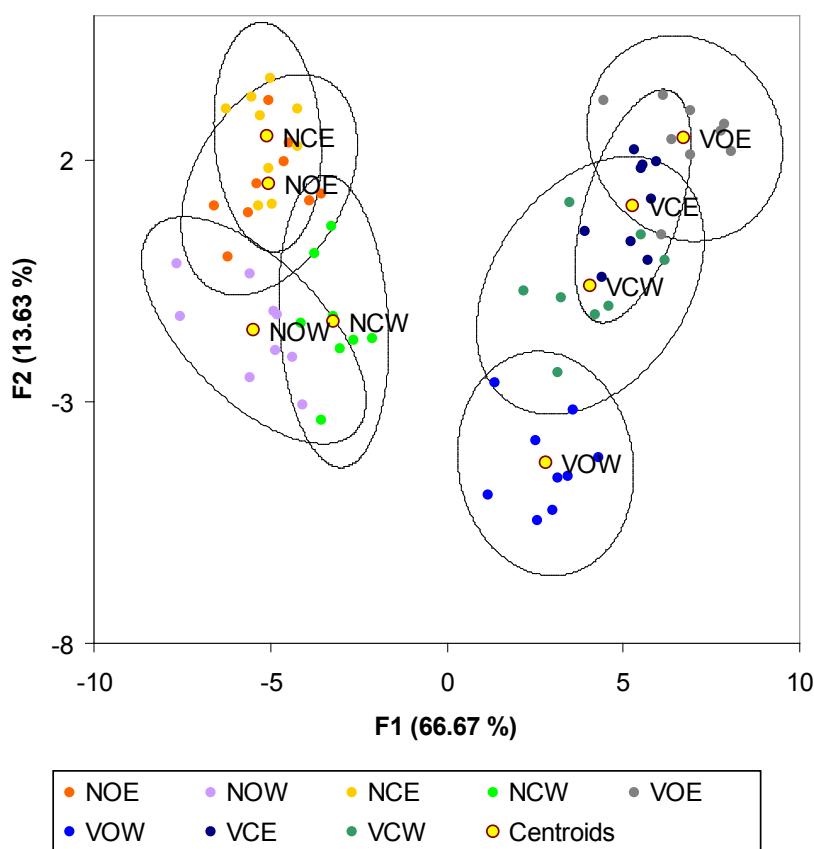 NCE
VOE
2
NOE
VCE
VCW
NOW
NCW
F2 (13.63 %)
-3
VOW
-8
-10
-5
0
5
10
F1 (66.67 %)
NOE
NOW
NCE
NCW
VOE
VOW
VCE
VCW
Centroids